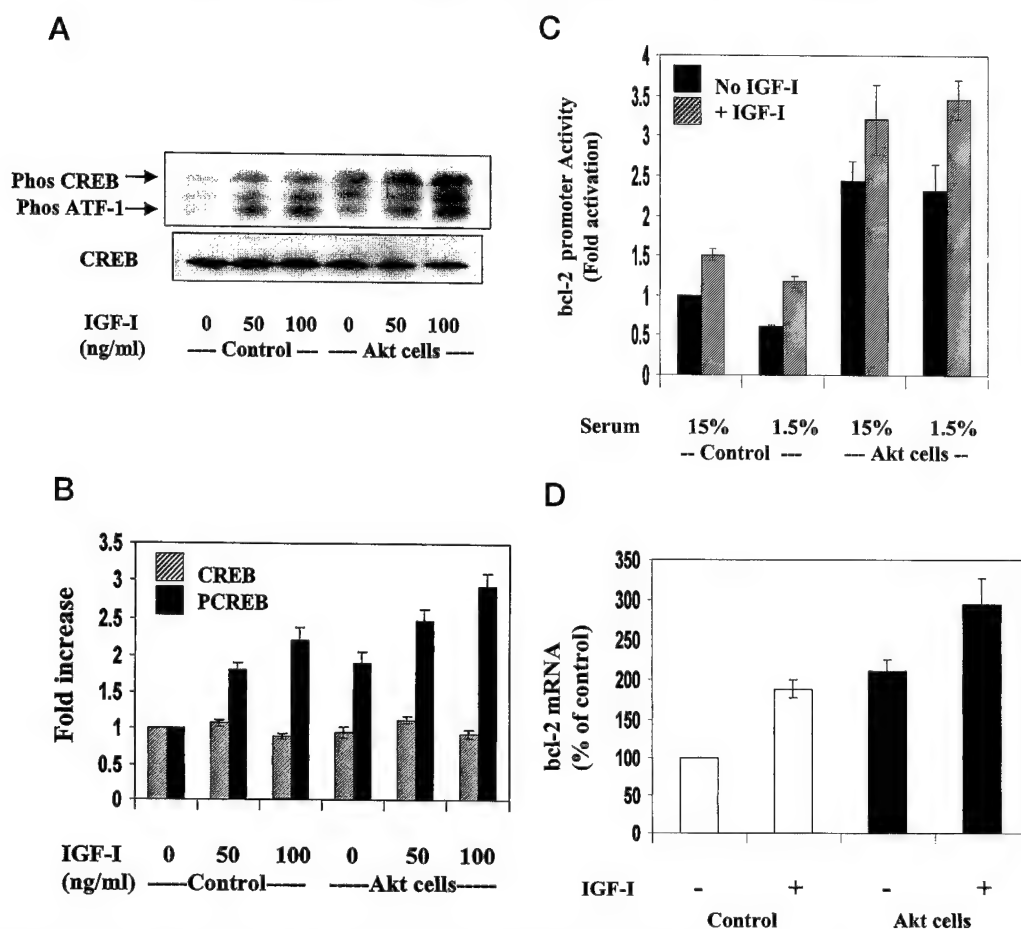 A
Phos CREB
Phos ATF-1
CREB
IGF-I 0 50 100 0 50 100
(ng/ml) ---- Control ---- ---- Akt cells ----
B
Fold increase
3.5
3
2.5
2
1.5
1
0.5
0
CREB
PCREB
IGF-I 0 50 100 0 50 100
(ng/ml) -----Control----- -----Akt cells-----
C
bcl-2 promoter Activity
(Fold activation)
4
3.5
3
2.5
2
1.5
1
0.5
0
No IGF-I
+ IGF-I
Serum 15% 1.5% 15% 1.5%
-- Control --- --- Akt cells --
D
bcl-2 mRNA
(% of control)
350
300
250
200
150
100
50
0
IGF-I - + - +
Control Akt cells